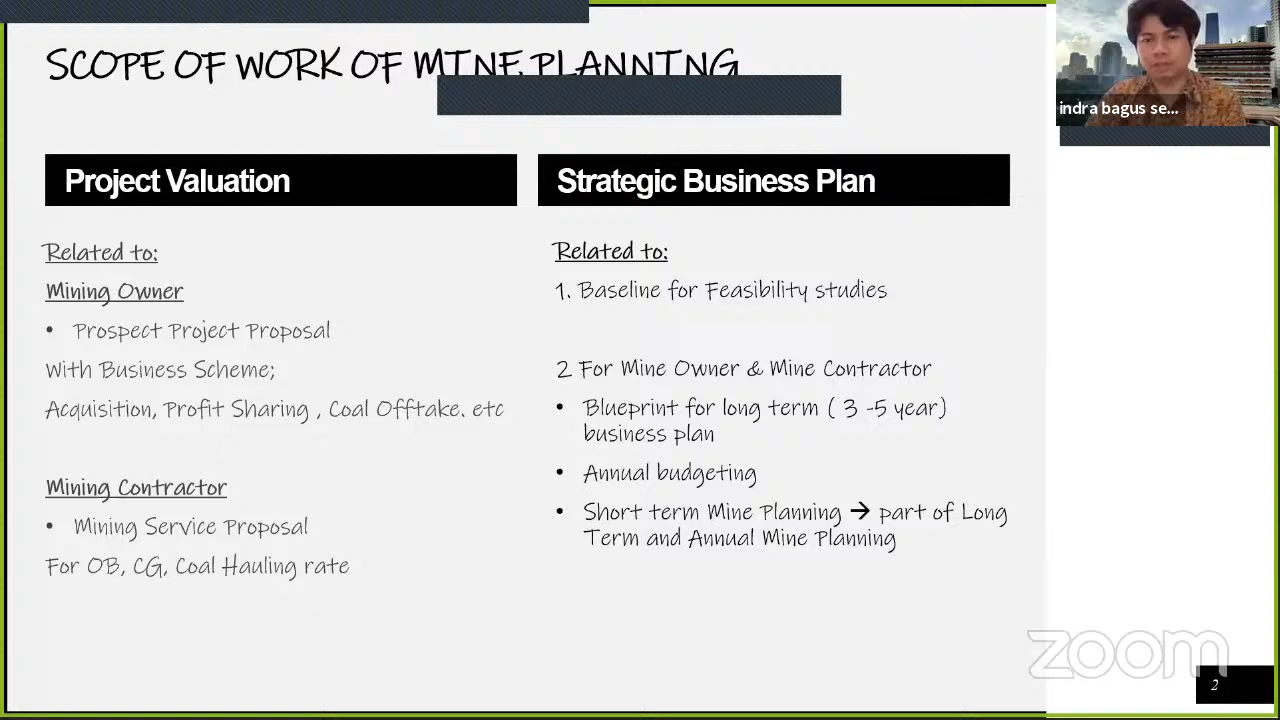 SCOPE OF WORK OF MINE PLANNING
indra bagus se...
Project Valuation
Related to:
Mining Owner
• Prospect Project Proposal
With Business Scheme;
Acquisition, Profit Sharing , Coal Offtake. etc
Mining Contractor
• Mining Service Proposal
For OB, CG, Coal Hauling rate
Strategic Business Plan
Related to:
1. Baseline for Feasibility studies
2 For Mine Owner & Mine Contractor
• Blueprint for long term ( 3 -5 year)
business plan
• Annual budgeting
• Short term Mine Planning → part of Long
Term and Annual Mine Planning
zoom
2